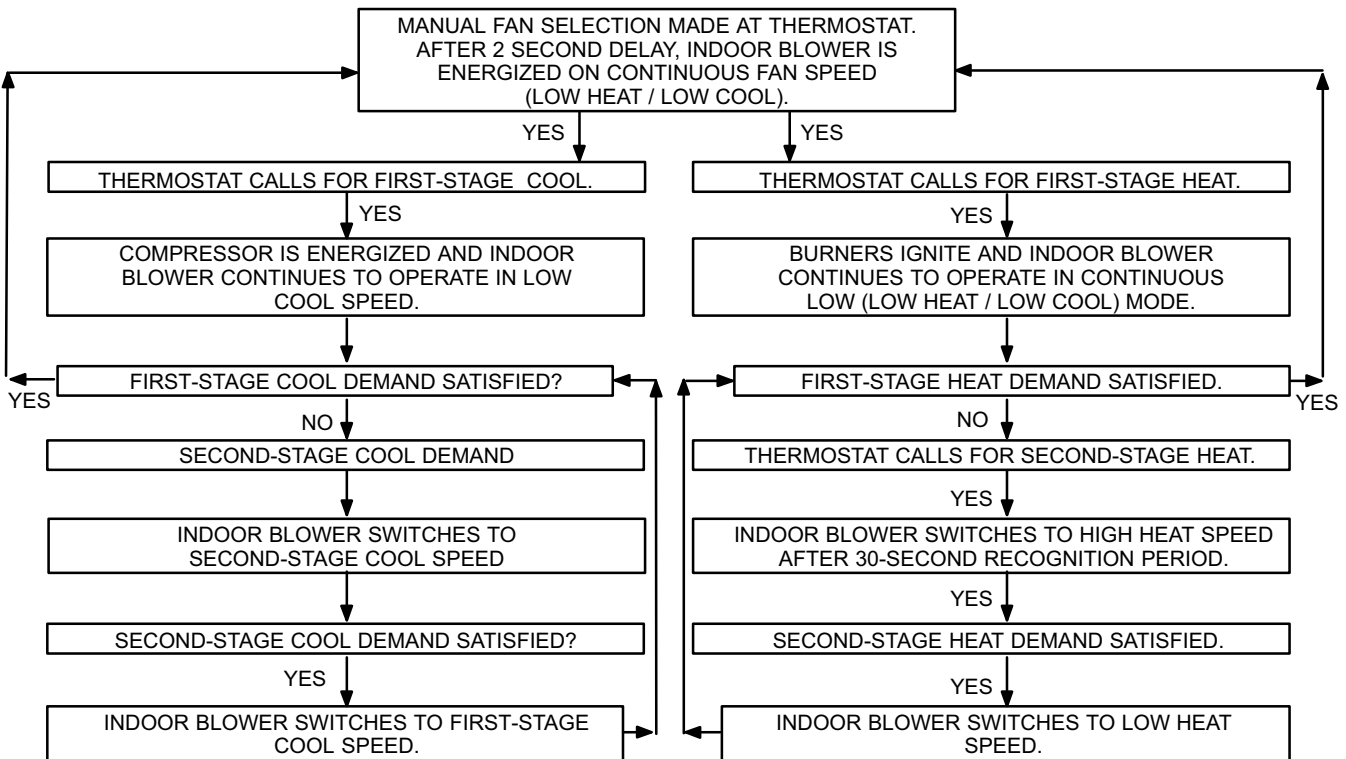 MANUAL FAN SELECTION MADE AT THERMOSTAT.
AFTER 2 SECOND DELAY, INDOOR BLOWER IS
ENERGIZED ON CONTINUOUS FAN SPEED
(LOW HEAT / LOW COOL).
YES
YES
THERMOSTAT CALLS FOR FIRST-STAGE COOL.
THERMOSTAT CALLS FOR FIRST-STAGE HEAT.
YES
YES
COMPRESSOR IS ENERGIZED AND INDOOR
BLOWER CONTINUES TO OPERATE IN LOW
COOL SPEED.
BURNERS IGNITE AND INDOOR BLOWER
CONTINUES TO OPERATE IN CONTINUOUS
LOW (LOW HEAT / LOW COOL) MODE.
FIRST-STAGE COOL DEMAND SATISFIED?
FIRST-STAGE HEAT DEMAND SATISFIED.
YES
YES
NO
NO
SECOND-STAGE COOL DEMAND
THERMOSTAT CALLS FOR SECOND-STAGE HEAT.
YES
INDOOR BLOWER SWITCHES TO
SECOND-STAGE COOL SPEED
INDOOR BLOWER SWITCHES TO HIGH HEAT SPEED
AFTER 30-SECOND RECOGNITION PERIOD.
YES
SECOND-STAGE COOL DEMAND SATISFIED?
SECOND-STAGE HEAT DEMAND SATISFIED.
YES
YES
INDOOR BLOWER SWITCHES TO FIRST-STAGE
COOL SPEED.
INDOOR BLOWER SWITCHES TO LOW HEAT
SPEED.